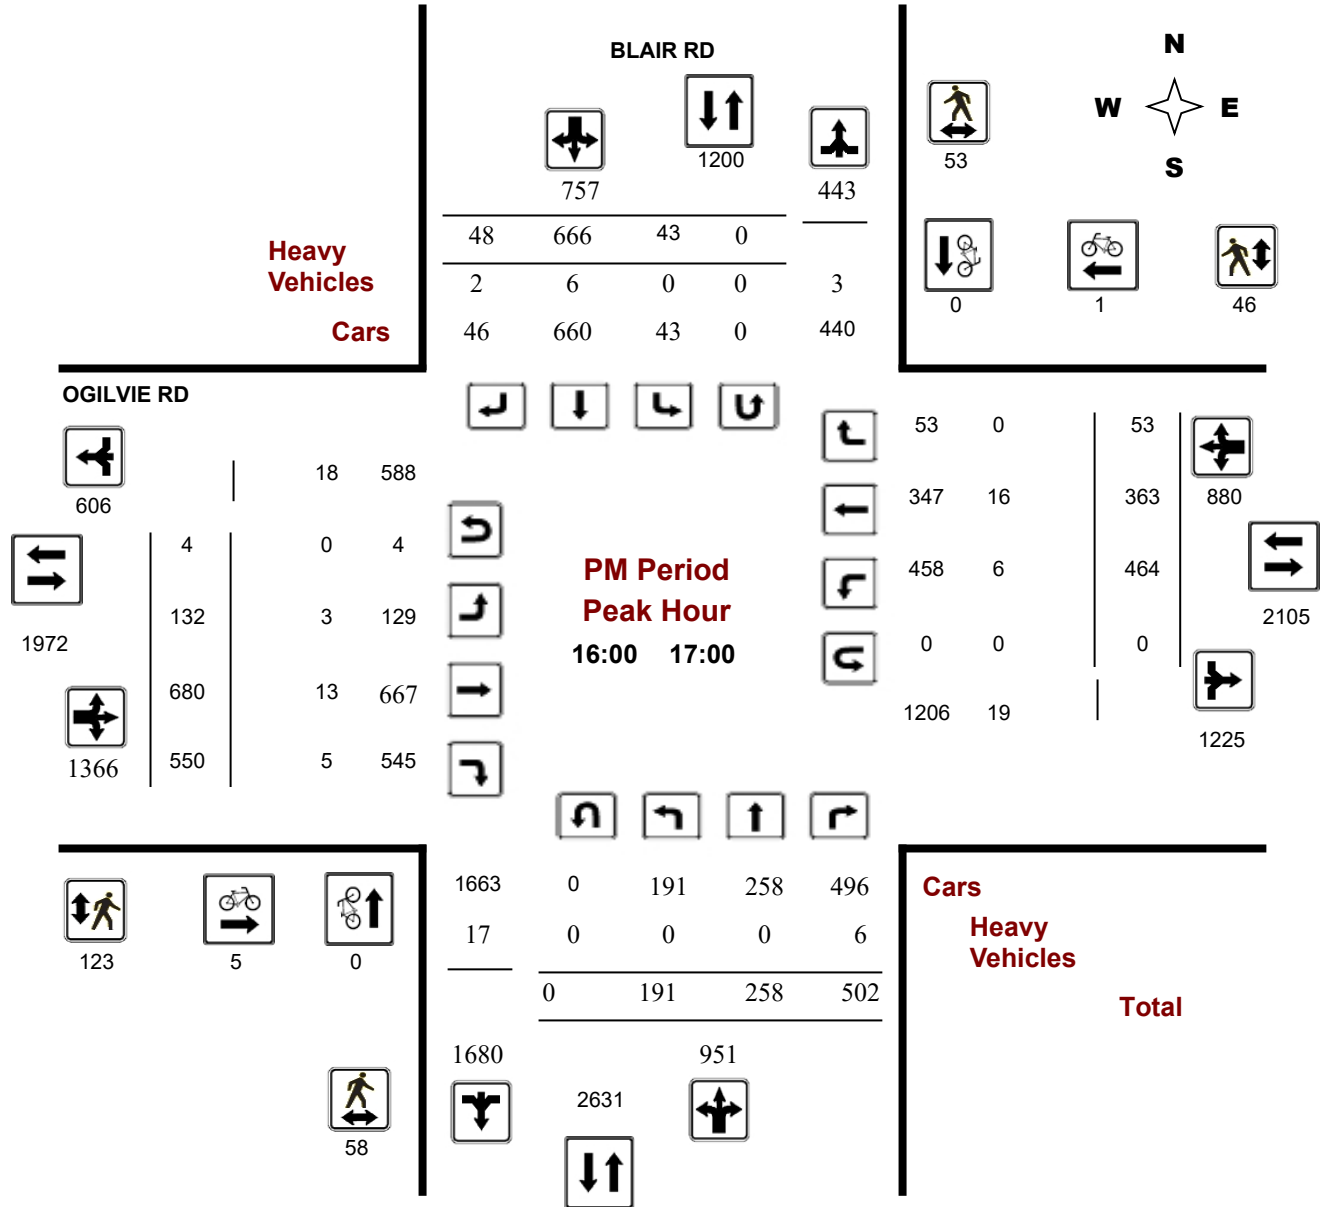 BLAIR RD
N
W E
S
1200
53
757
443
48 666 43 0
Heavy
Vehicles
2 6 0 0 3
0 1 46
Cars
46 660 43 0 440
OGILVIE RD
53 0 53
18 588
606
347 16 363 880
4 0 4
PM Period
458 6 464
132 3 129
Peak Hour
2105
1972
16:00 17:00
0 0 0
680 13 667
1206 19
1225
1366 550 5 545
1663 0 191 258 496
Cars
17 0 0 0 6
Heavy
Vehicles
123 5 0
0 191 258 502
Total
1680 951
2631
58